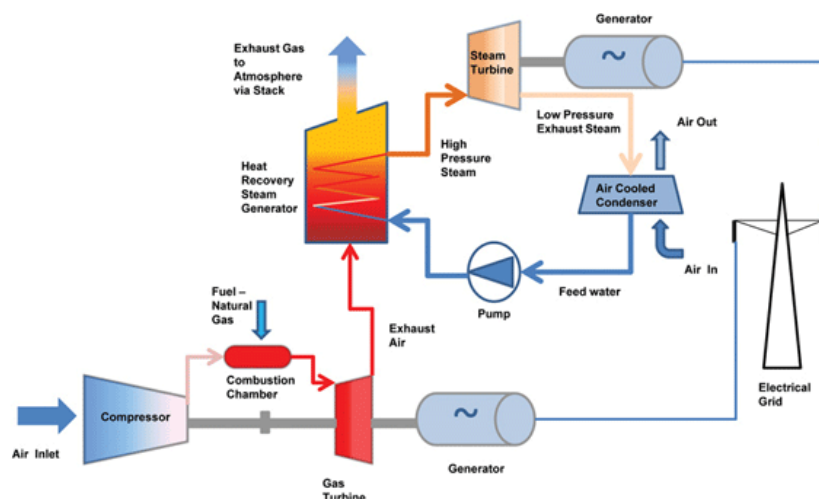 Generator
Exhaust Gas
to
Atmosphere
via Stack
Steam
Turbine
~
Low Pressure
Exhaust Steam
Air Out
High
Pressure
Steam
Heat
Recovery
Steam
Generator
Air Cooled
Condenser
Air In
Feed water
Pump
Fuel –
Natural
Gas
Exhaust
Air
Combustion
Chamber
Compressor
~
Electrical
Grid
Air Inlet
Generator
Gas
Turbine